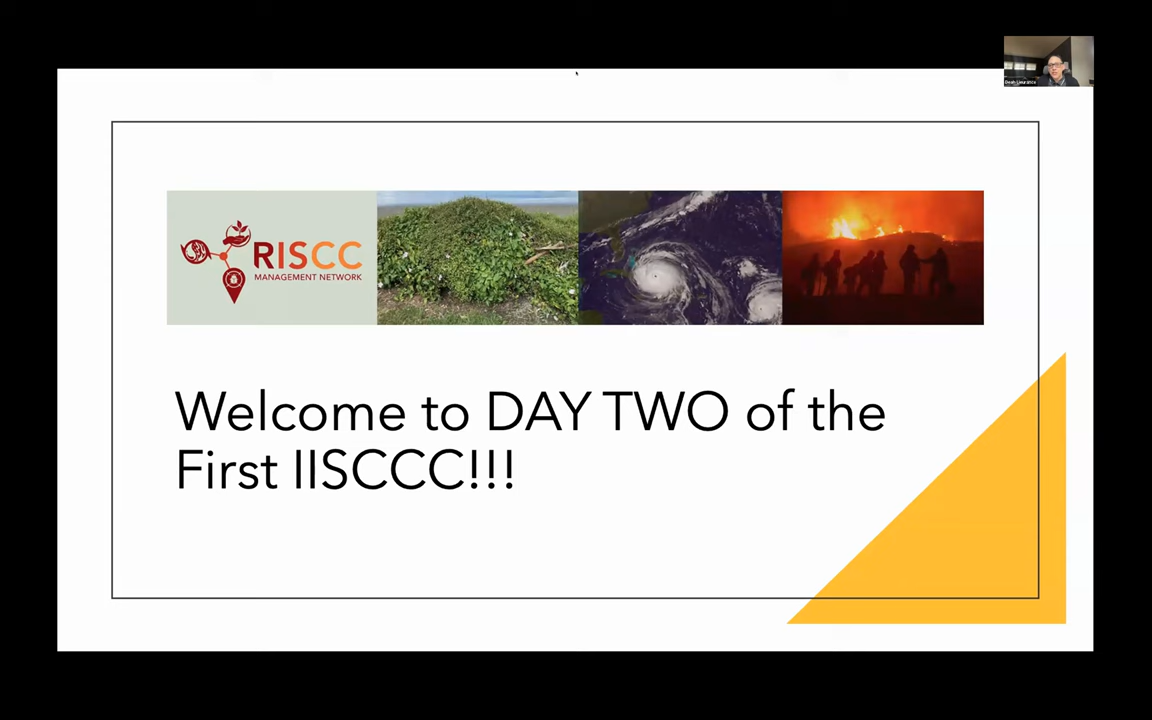 RISCC
MANAGEMENT NETWORK
Welcome to DAY TWO of the
First IISCCC!!!